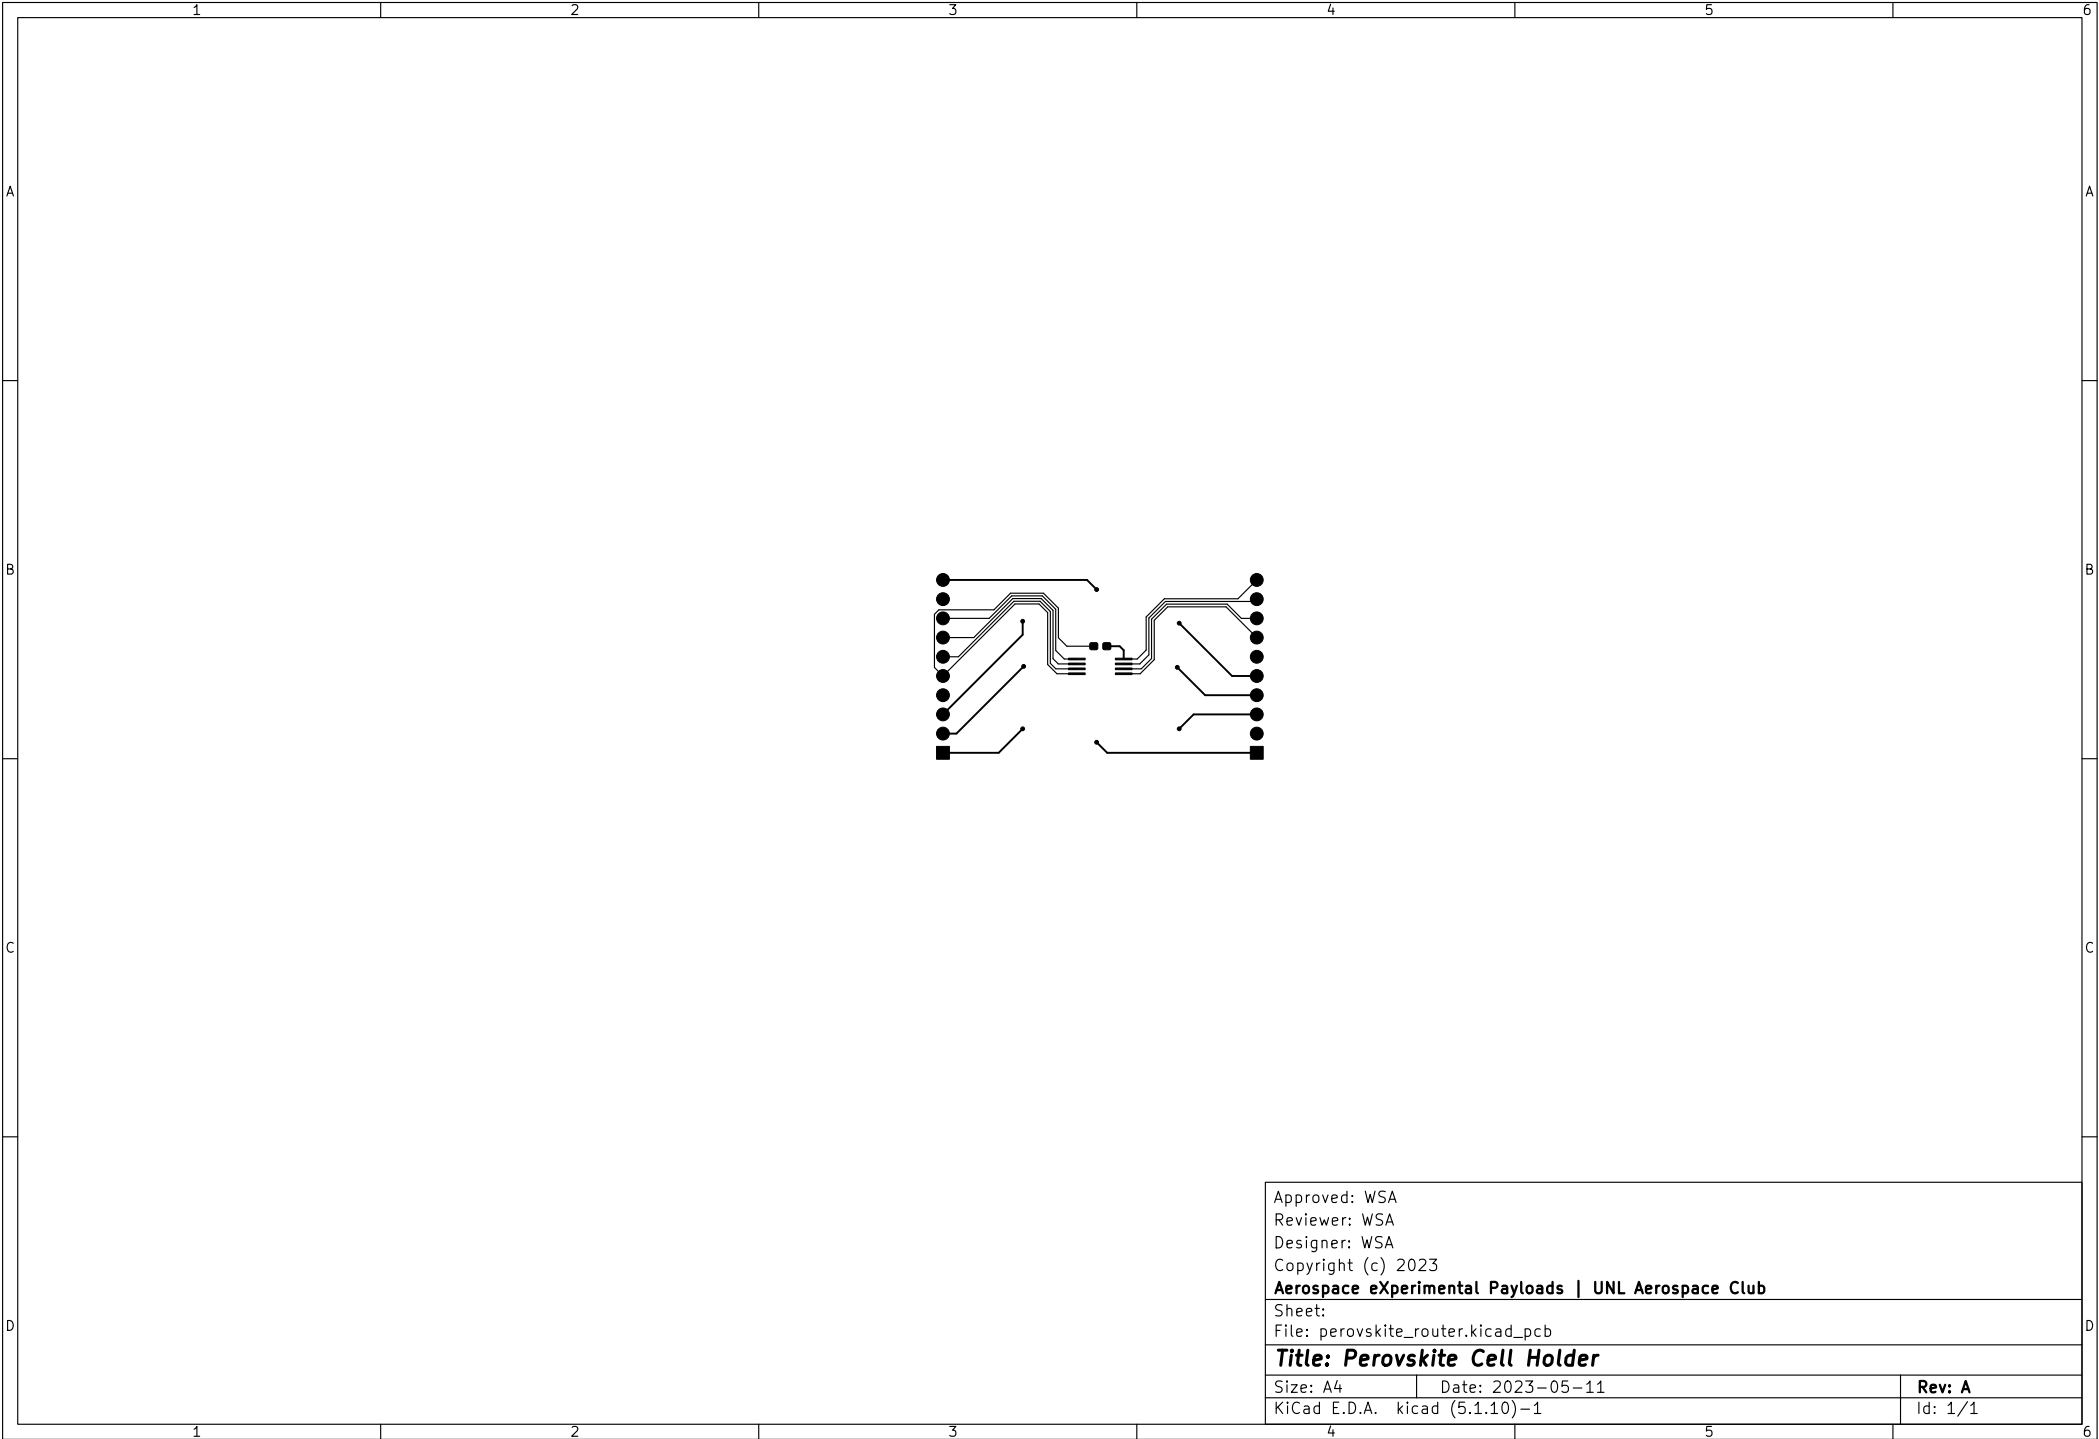 1 2 3 4 5 6
A A
B B
C C
Approved: WSA
Reviewer: WSA
Designer: WSA
Copyright (c) 2023
Aerospace eXperimental Payloads | UNL Aerospace Club
Sheet:
D D
File: perovskite_router.kicad_pcb
Title: Perovskite Cell Holder
Size: A4 Date: 2023-05-11 Rev: A
KiCad E.D.A. kicad (5.1.10)-1 Id: 1/1
1 2 3 4 5 6